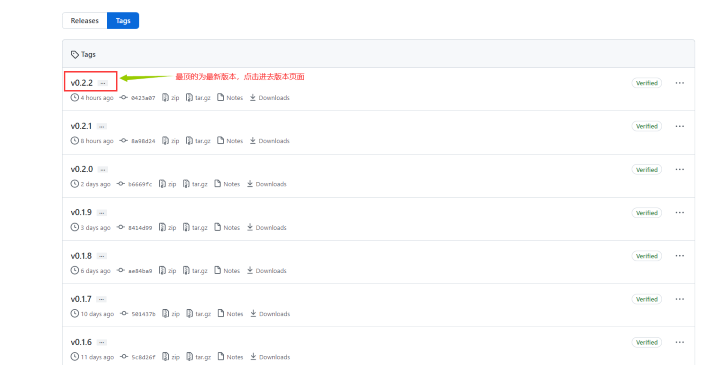 Releases Tags
Tags
v0.2.2 ... 最顶的为最新版本，点击进去版本页面 Verified ...
4 hours ago 0423a07 zip tar.gz Notes Downloads
v0.2.1 ... Verified ...
8 hours ago 8a98d24 zip tar.gz Notes Downloads
v0.2.0 ... Verified ...
2 days ago b6669fc zip tar.gz Notes Downloads
v0.1.9 ... Verified ...
3 days ago 8414d99 zip tar.gz Notes Downloads
v0.1.8 ... Verified ...
6 days ago ae84ba9 zip tar.gz Notes Downloads
v0.1.7 ... Verified ...
10 days ago 501437b zip tar.gz Notes Downloads
v0.1.6 ... Verified ...
11 days ago 5c8d26f zip tar.gz Notes Downloads